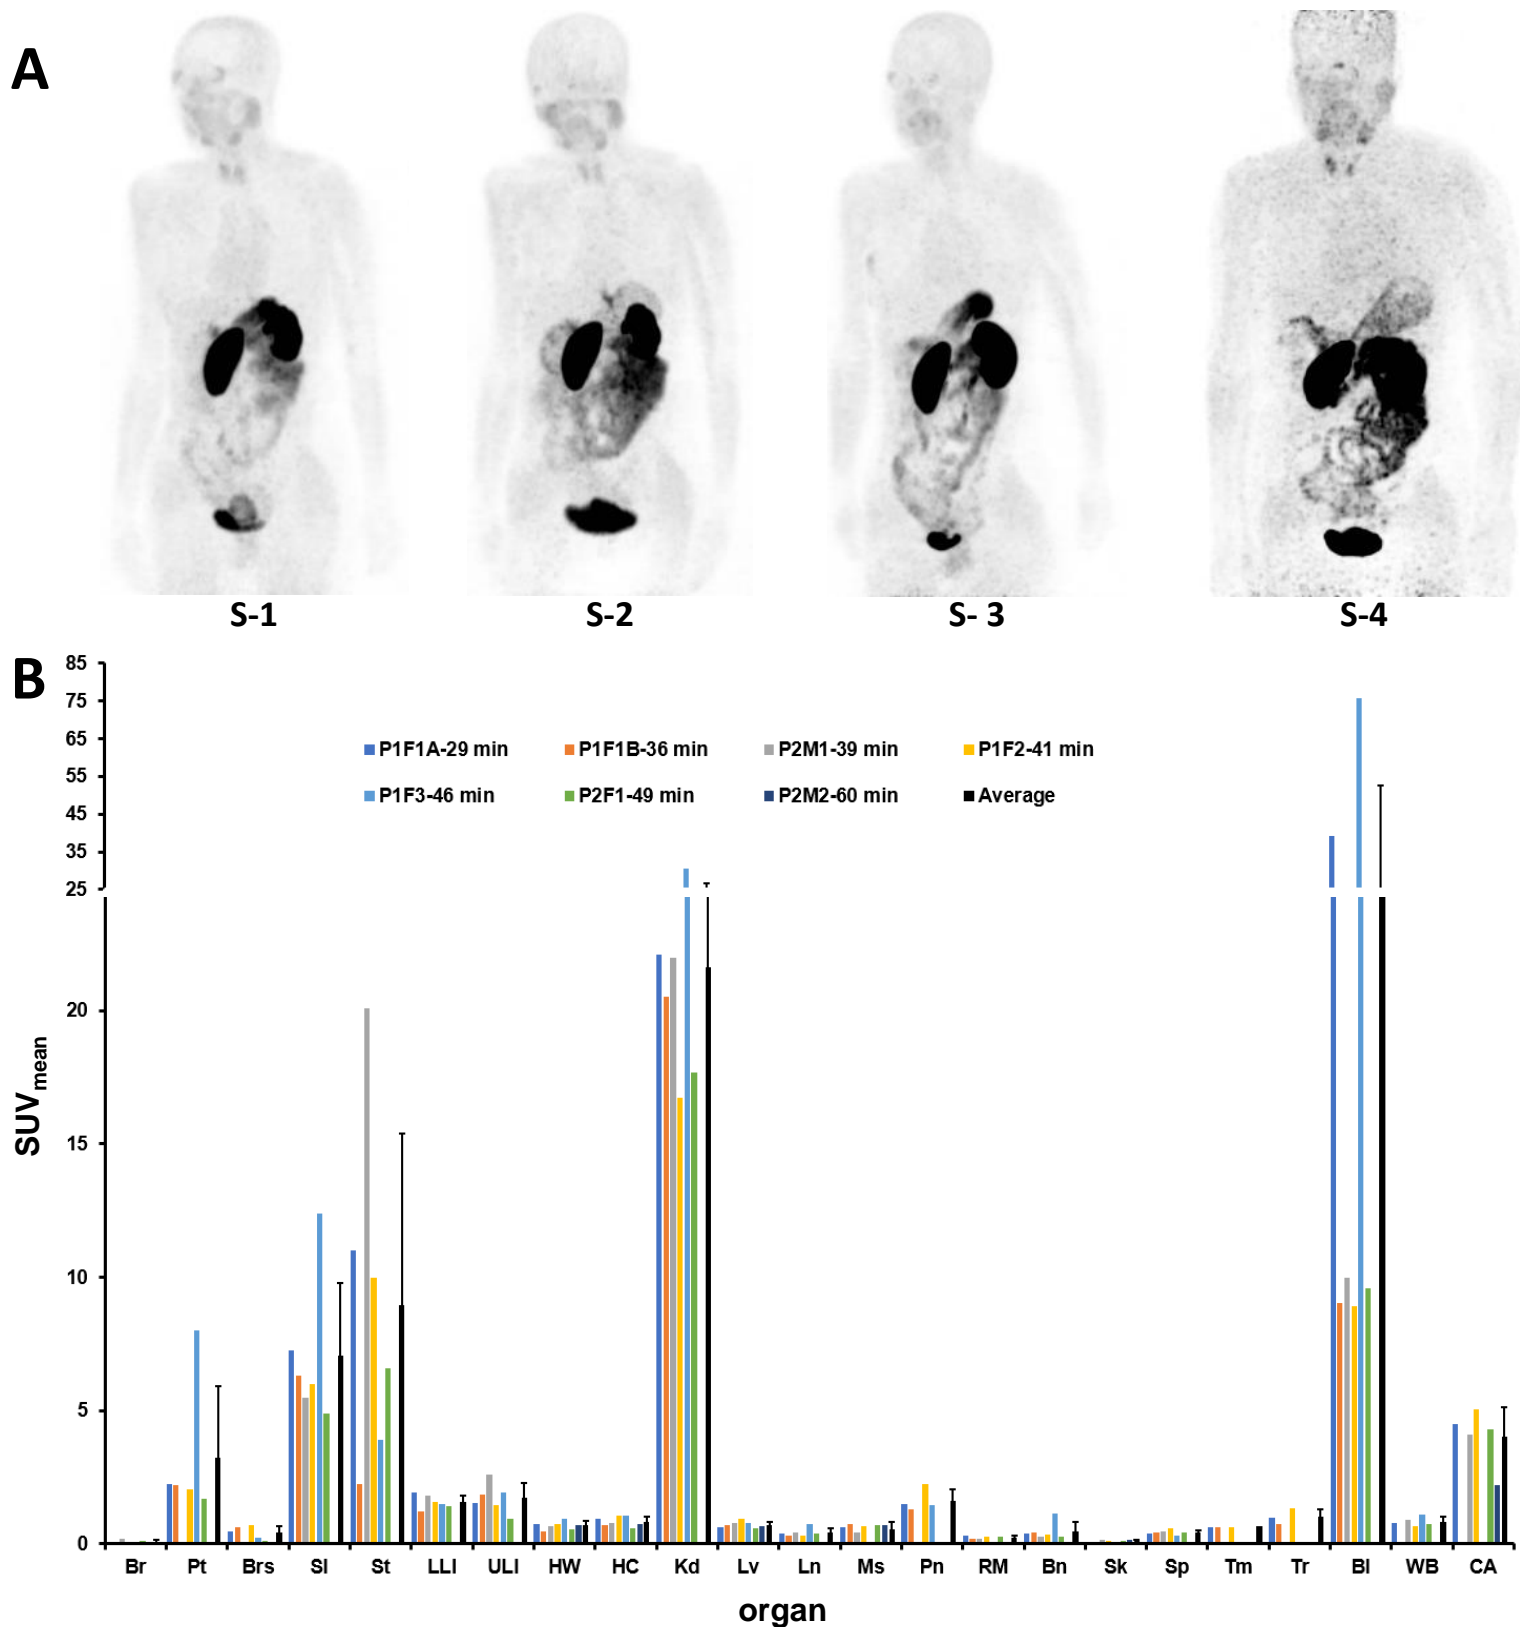 A
S-1 S-2 S- 3 S-4
B
85
75
65
55
45
35
25
20
15
10
5
0
SUVmean
P1F1A-29 min P1F1B-36 min P2M1-39 min P1F2-41 min
P1F3-46 min P2F1-49 min P2M2-60 min Average
Br Pt Brs SI St LLI ULI HW HC Kd Lv Ln Ms Pn RM Bn Sk Sp Tm Tr Bl WB CA
organ